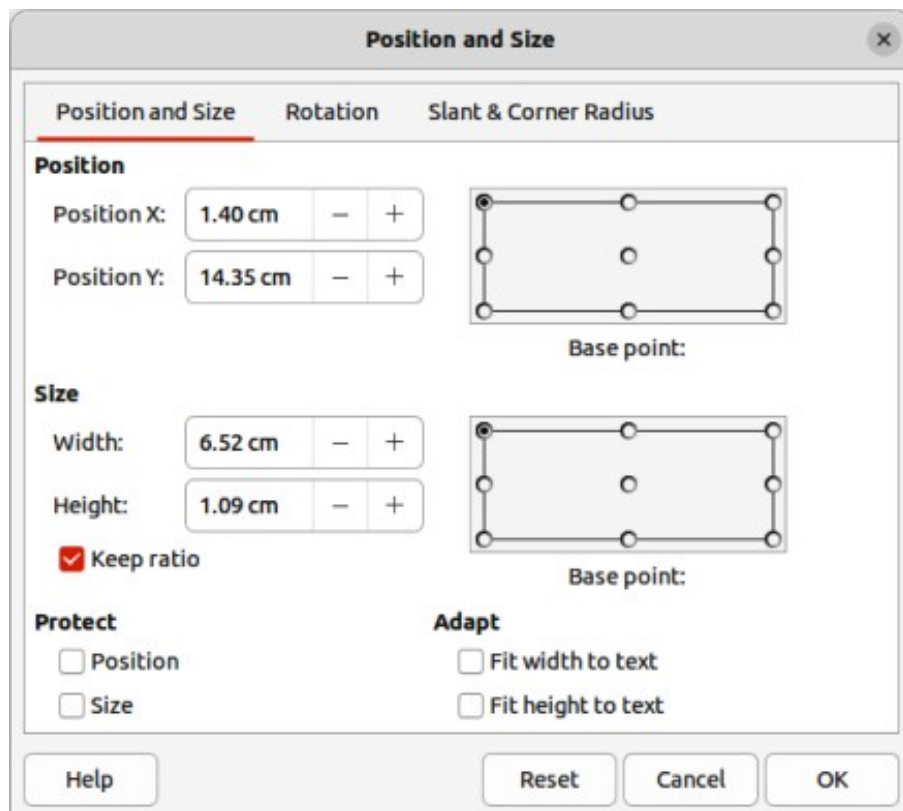 Position and Size
Position and Size Rotation Slant & Corner Radius
Position
Position X: 1.40 cm − +
Position Y: 14.35 cm − +
Base point:
Size
Width: 6.52 cm − +
Height: 1.09 cm − +
Keep ratio
Base point:
Protect Adapt
Position Fit width to text
Size Fit height to text
Help Reset Cancel OK